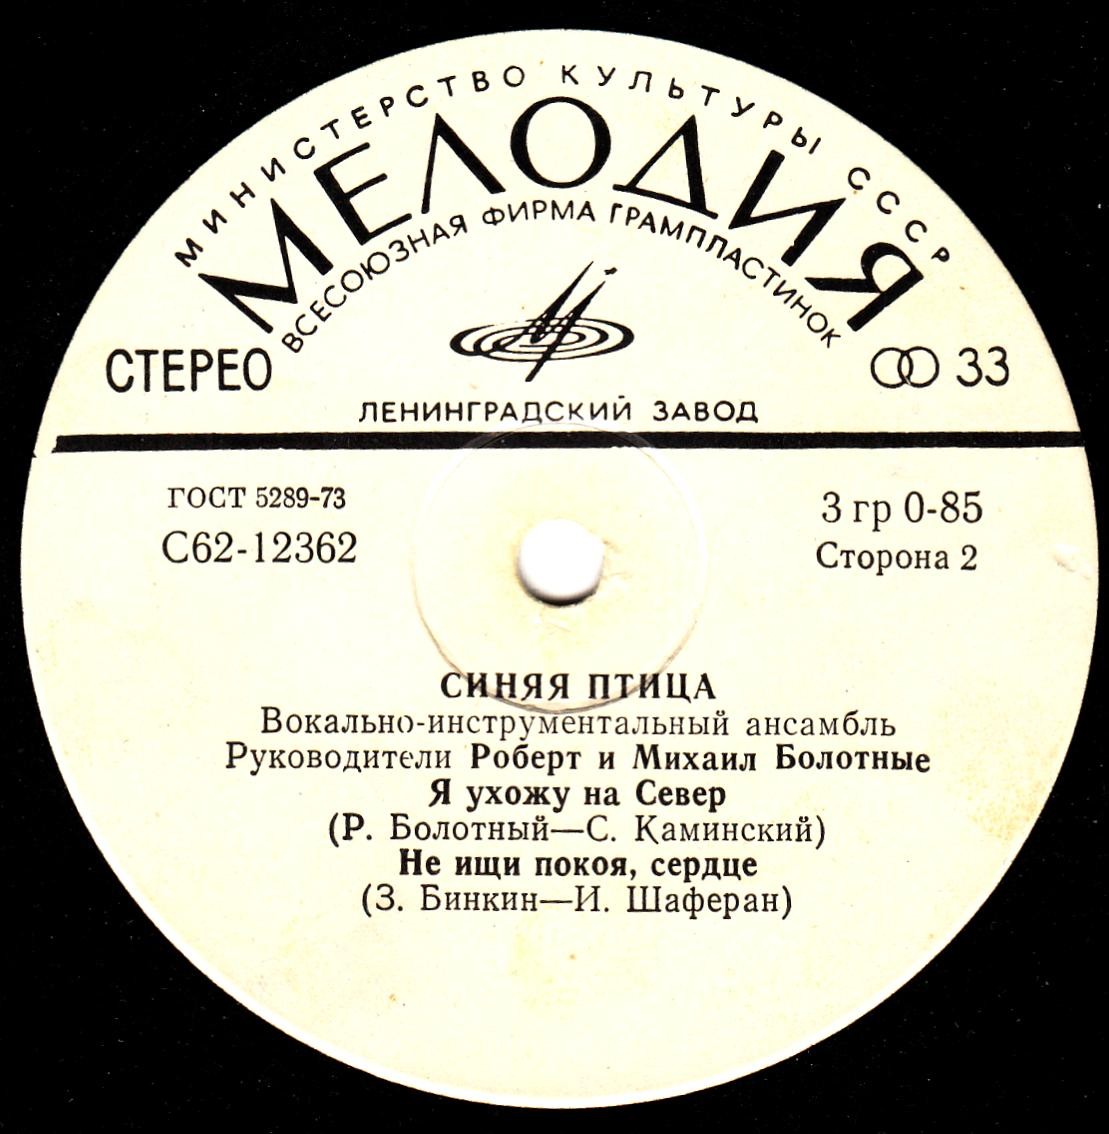 МИНИСТЕРСТВО КУЛЬТУРЫ СССР
МЕЛОДИЯ
ВСЕСОЮЗНАЯ ФИРМА ГРАМПЛАСТИНОК
СТЕРЕО
33
ЛЕНИНГРАДСКИЙ ЗАВОД
ГОСТ 5289-73
С62-12362
3 гр 0-85
Сторона 2
СИНЯЯ ПТИЦА
Вокально-инструментальный ансамбль
Руководители Роберт и Михаил Болотные
Я ухожу на Север
(Р. Болотный—С. Каминский)
Не ищи покоя, сердце
(З. Бинкин—И. Шаферан)